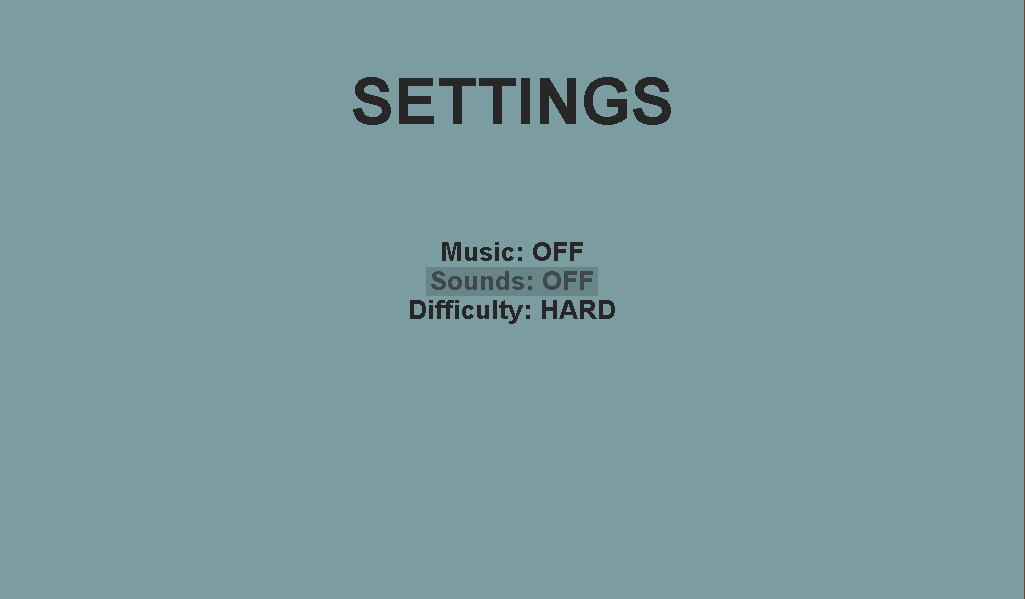 SETTINGS
Music: OFF
Sounds: OFF
Difficulty: HARD